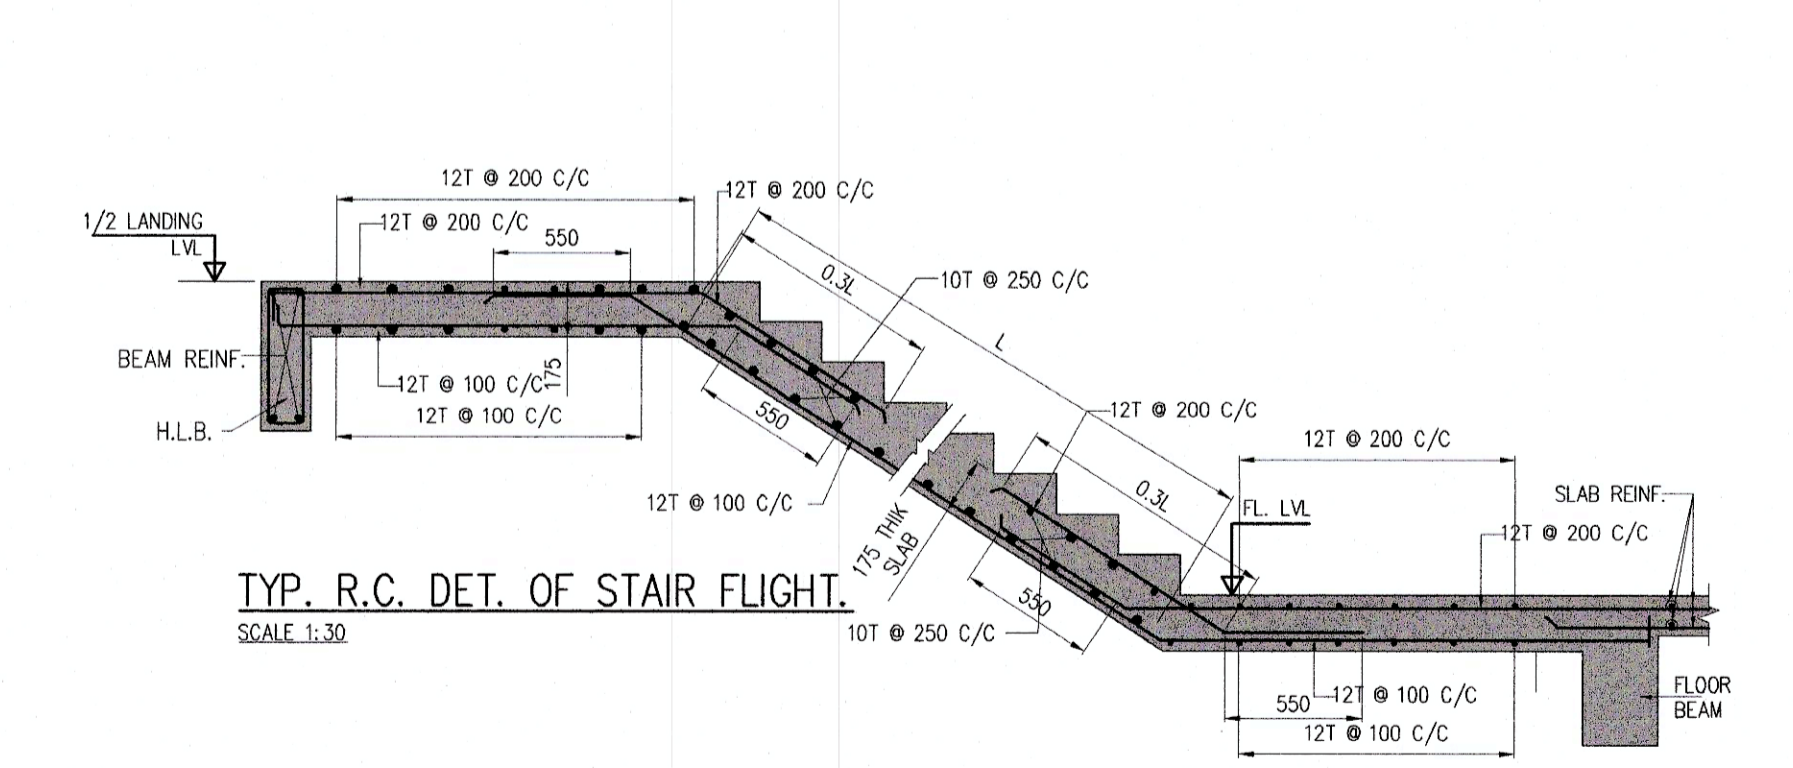 12T @ 200 C/C
12T @ 200 C/C
1/2 LANDING
LVL
12T @ 200 C/C
550
0.3L
10T @ 250 C/C
L
BEAM REINF.
12T @ 100 C/C
175
12T @ 100 C/C
H.L.B.
550
12T @ 200 C/C
12T @ 200 C/C
12T @ 100 C/C
0.3L
FL. LVL
SLAB REINF.
12T @ 200 C/C
175 THIK
SLAB
TYP. R.C. DET. OF STAIR FLIGHT.
SCALE 1:30
550
10T @ 250 C/C
12T @ 100 C/C
550
12T @ 100 C/C
FLOOR
BEAM